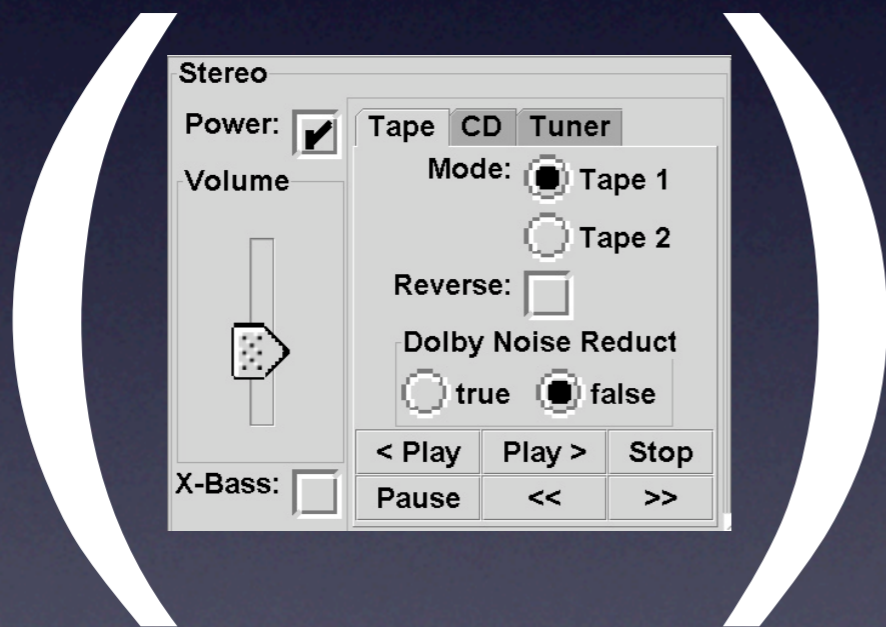 Stereo
Power:
Volume
X-Bass:
Tape CD Tuner
Mode: Tape 1
Tape 2
Reverse:
Dolby Noise Reduct
true false
< Play Play > Stop
Pause << >>